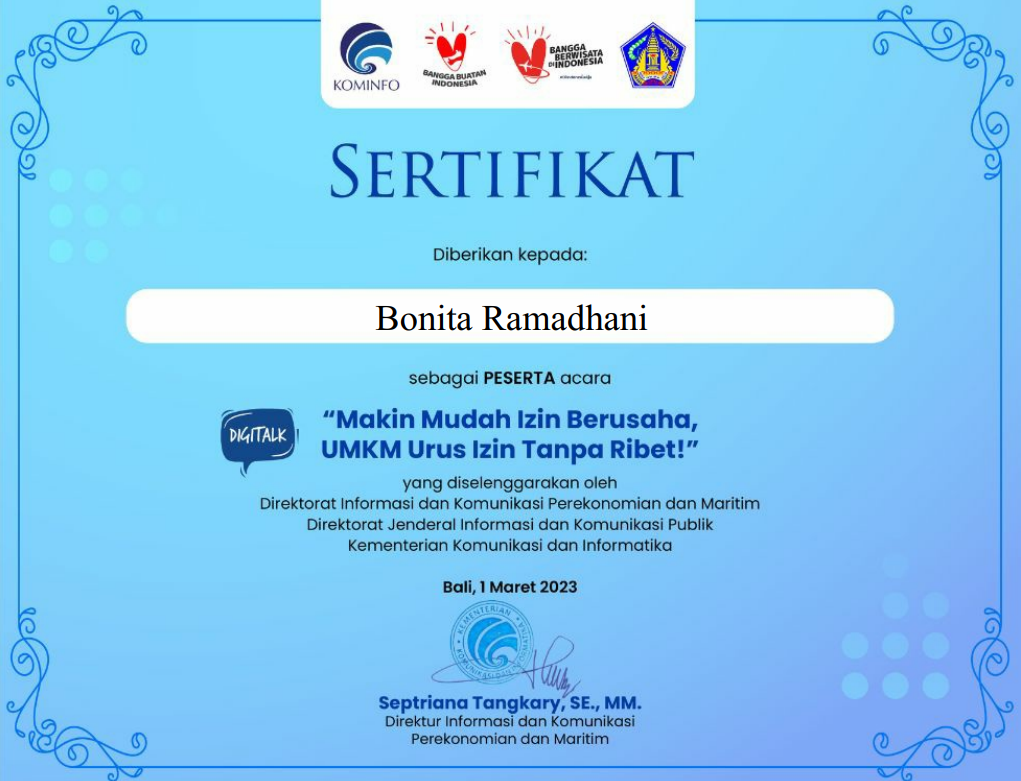 KOMINFO
BANGGA BUATAN
INDONESIA
BANGGA
BERWISATA
DI INDONESIA
SERTIFIKAT
Diberikan kepada:
Bonita Ramadhani
sebagai PESERTA acara
DIGITALK
“Makin Mudah Izin Berusaha,
UMKM Urus Izin Tanpa Ribet!”
yang diselenggarakan oleh
Direktorat Informasi dan Komunikasi Perekonomian dan Maritim
Direktorat Jenderal Informasi dan Komunikasi Publik
Kementerian Komunikasi dan Informatika
Bali, 1 Maret 2023
KEMENTERIAN
KOMUNIKASI DAN INFORMATIKA
Septriana Tangkary, SE., MM.
Direktur Informasi dan Komunikasi
Perekonomian dan Maritim